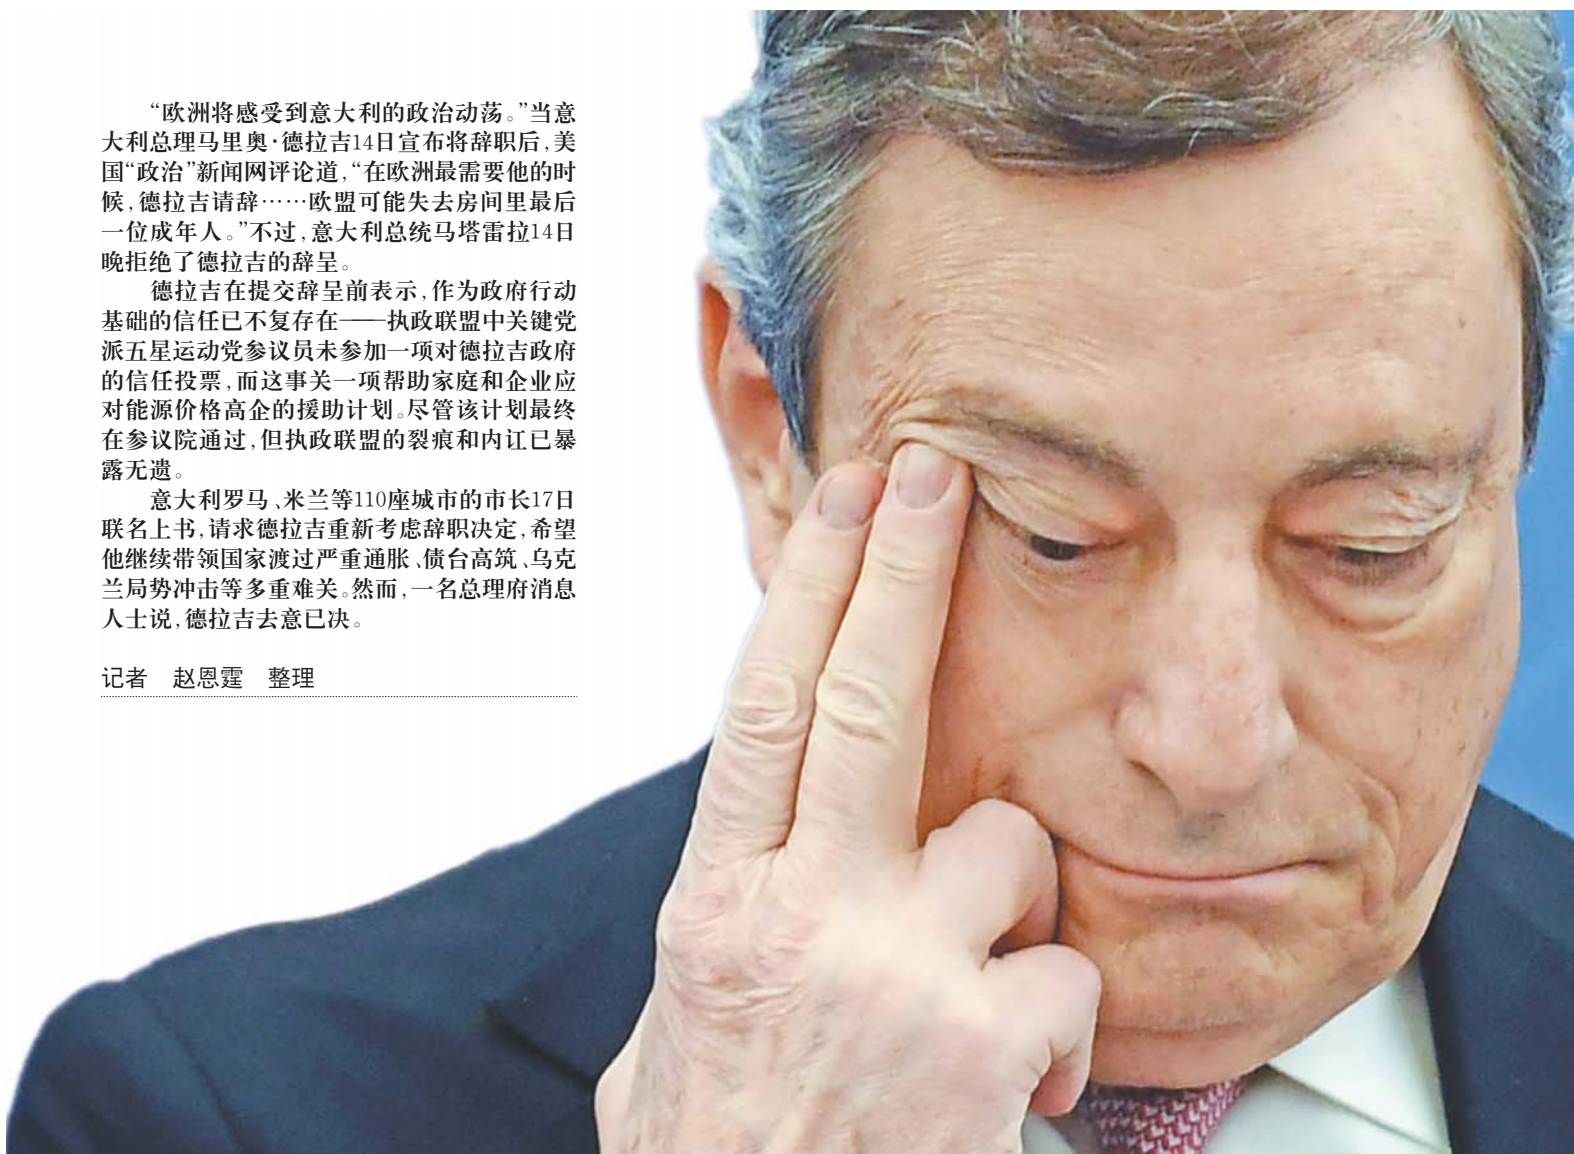 “欧洲将感受到意大利的政治动荡。”当意
大利总理马里奥·德拉吉14日宣布将辞职后，美
国“政治”新闻网评论道，“在欧洲最需要他的时
候，德拉吉请辞……欧盟可能失去房间里最后
一位成年人。”不过，意大利总统马塔雷拉14日
晚拒绝了德拉吉的辞呈。
德拉吉在提交辞呈前表示，作为政府行动
基础的信任已不复存在——执政联盟中关键党
派五星运动党参议员未参加一项对德拉吉政府
的信任投票，而这事关一项帮助家庭和企业应
对能源价格高企的援助计划。尽管该计划最终
在参议院通过，但执政联盟的裂痕和内讧已暴
露无遗。
意大利罗马、米兰等110座城市的市长17日
联名上书，请求德拉吉重新考虑辞职决定，希望
他继续带领国家渡过严重通胀、债台高筑、乌克
兰局势冲击等多重难关。然而，一名总理府消息
人士说，德拉吉去意已决。
记者　赵恩霆　整理